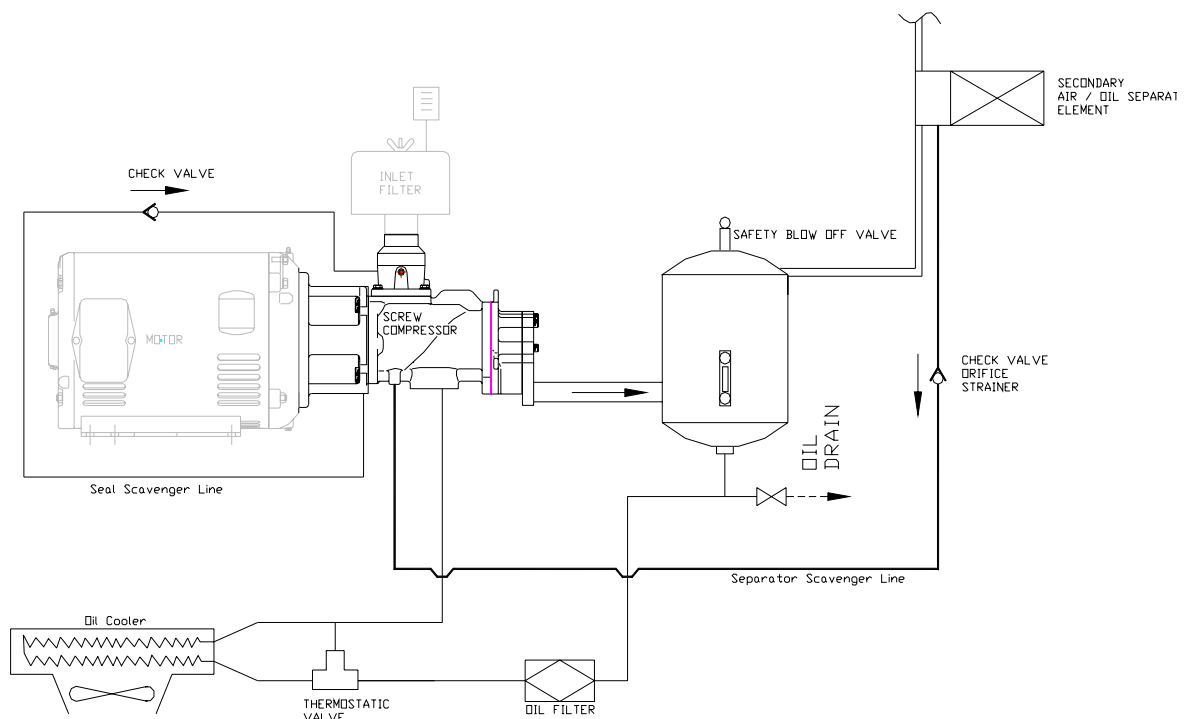 SECONDARY
AIR / OIL SEPARAT
ELEMENT
CHECK VALVE
INLET
FILTER
SAFETY BLOW OFF VALVE
SCREW
COMPRESSOR
MOTOR
CHECK VALVE
ORIFICE
STRAINER
OIL
DRAIN
Seal Scavenger Line
Separator Scavenger Line
Oil Cooler
THERMOSTATIC
VALVE
OIL FILTER